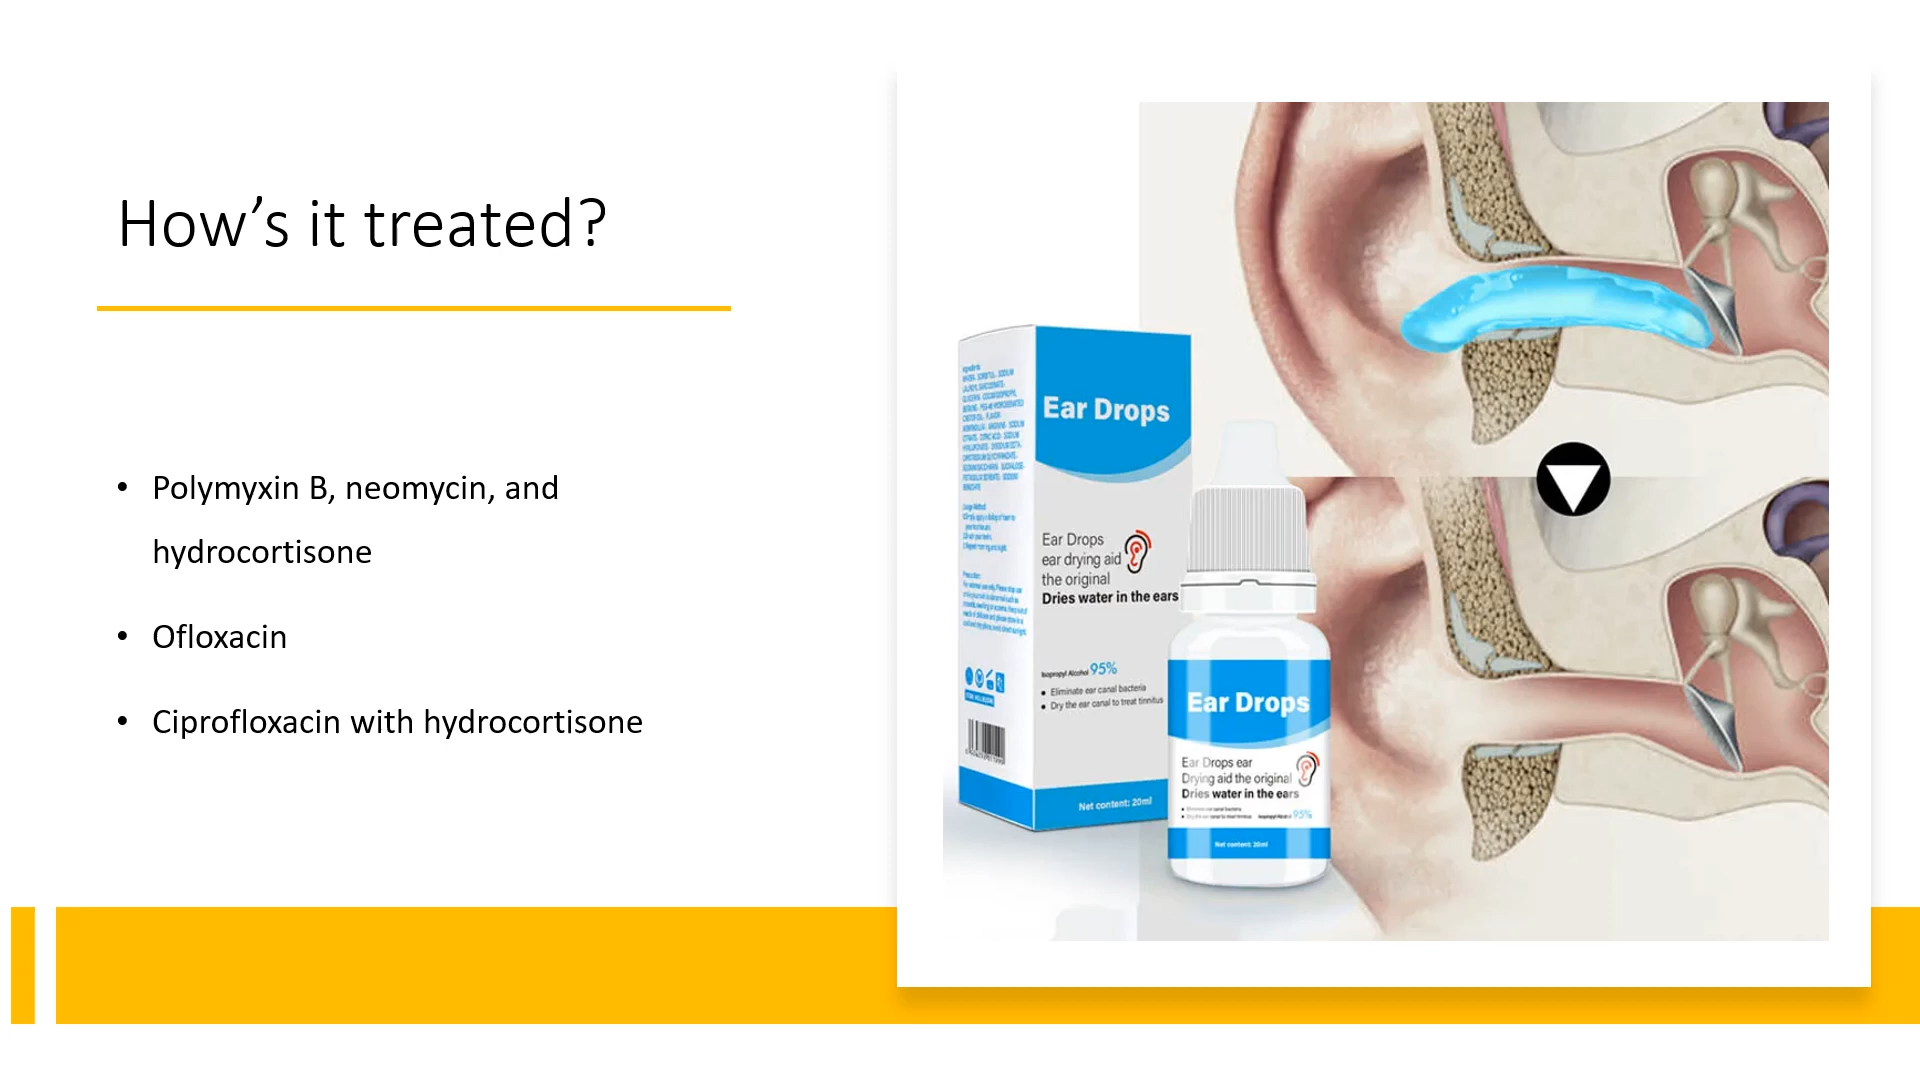 How’s it treated?
• Polymyxin B, neomycin, and
hydrocortisone
• Ofloxacin
• Ciprofloxacin with hydrocortisone
Ear Drops
Ear Drops
ear drying aid
the original
Dries water in the ears
Isopropyl Alcohol 95%
• Eliminate ear canal bacteria
• Dry the ear canal to treat tinnitus
Net content: 20ml
Ear Drops
Ear Drops ear
Drying aid the original
Dries water in the ears
95%
Net content: 20ml